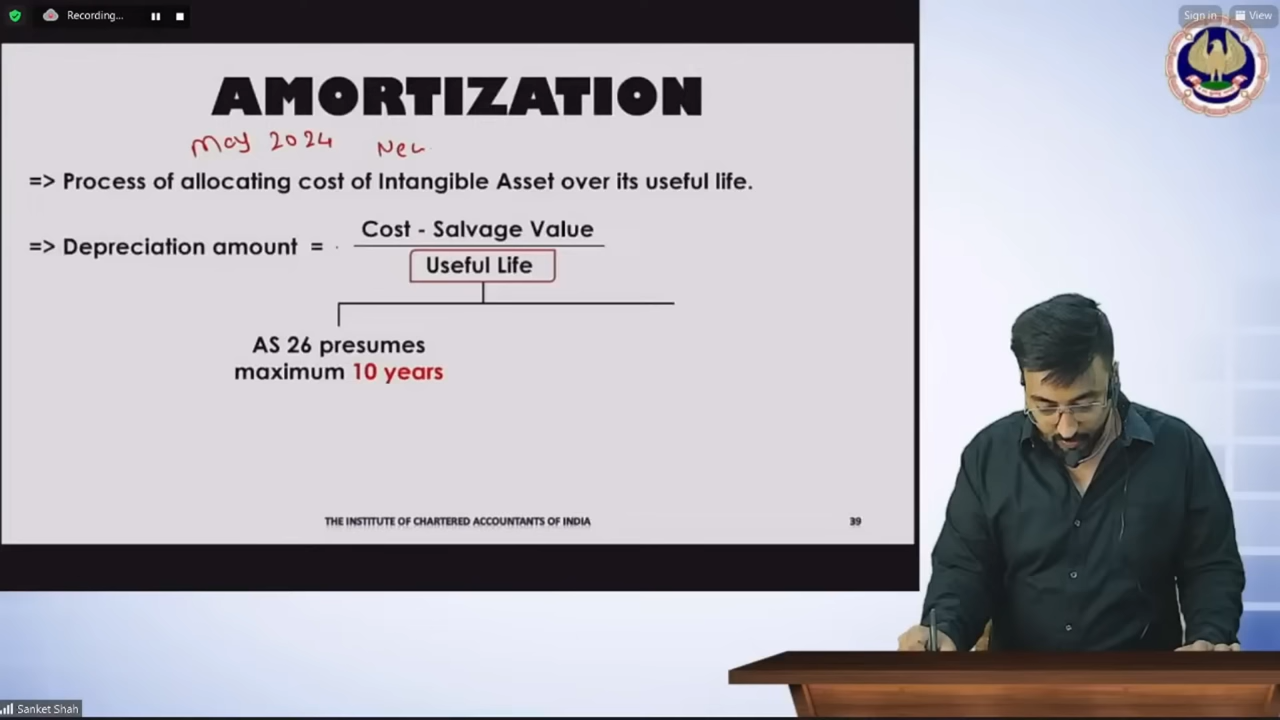 Recording...
Sign in
View
AMORTIZATION
May 2024 Nec
=> Process of allocating cost of Intangible Asset over its useful life.
=> Depreciation amount =
Cost - Salvage Value
Useful Life
AS 26 presumes
maximum 10 years
THE INSTITUTE OF CHARTERED ACCOUNTANTS OF INDIA
39
Sanket Shah